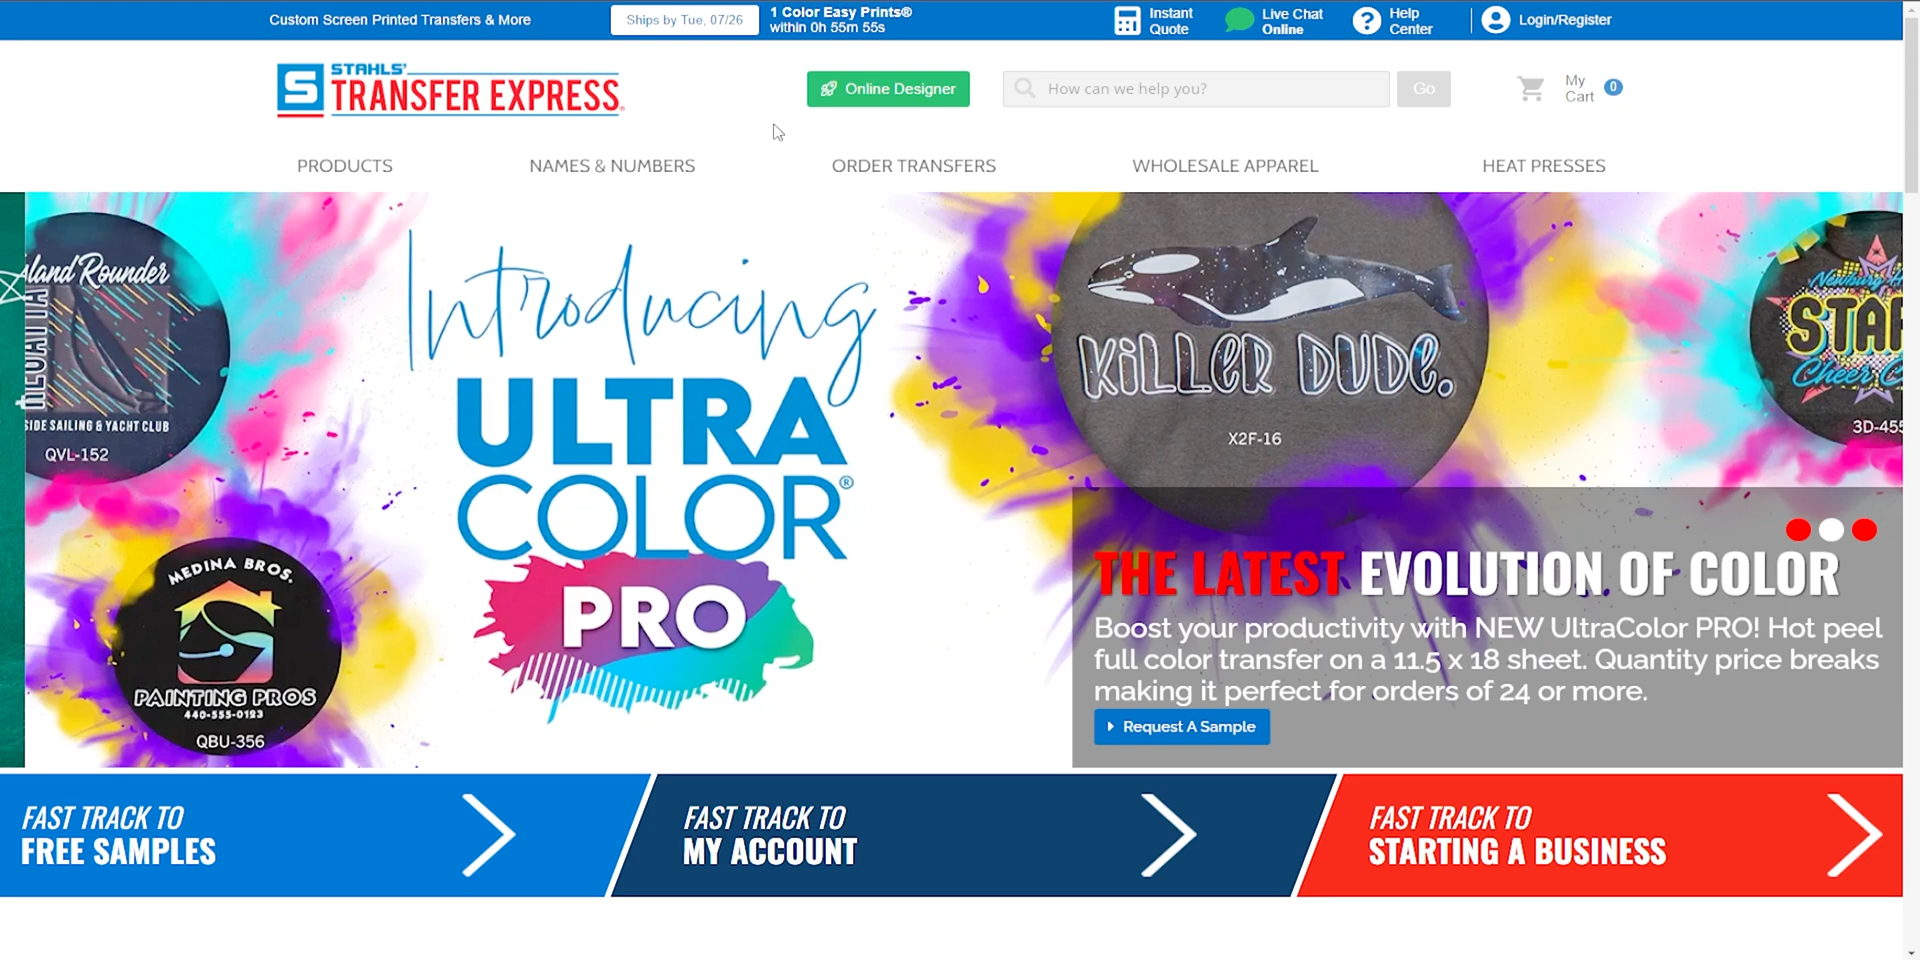 Custom Screen Printed Transfers & More
Ships by Tue, 07/26
1 Color Easy Prints®
within 0h 55m 55s
Instant
Quote
Live Chat
Online
Help
Center
Login/Register
STAHLS'
TRANSFER EXPRESS
Online Designer
How can we help you?
Go
My
Cart
0
PRODUCTS
NAMES & NUMBERS
ORDER TRANSFERS
WHOLESALE APPAREL
HEAT PRESSES
land Rounder
SIDE SAILING & YACHT CLUB
QVL-152
MEDINA BROS.
PAINTING PROS
440-555-0123
QBU-356
Introducing
ULTRA
COLOR®
PRO
KILLER DUDE.
X2F-16
STAR
Cheer C
3D-455
THE LATEST EVOLUTION OF COLOR
Boost your productivity with NEW UltraColor PRO! Hot peel
full color transfer on a 11.5 x 18 sheet. Quantity price breaks
making it perfect for orders of 24 or more.
Request A Sample
FAST TRACK TO
FREE SAMPLES
FAST TRACK TO
MY ACCOUNT
FAST TRACK TO
STARTING A BUSINESS